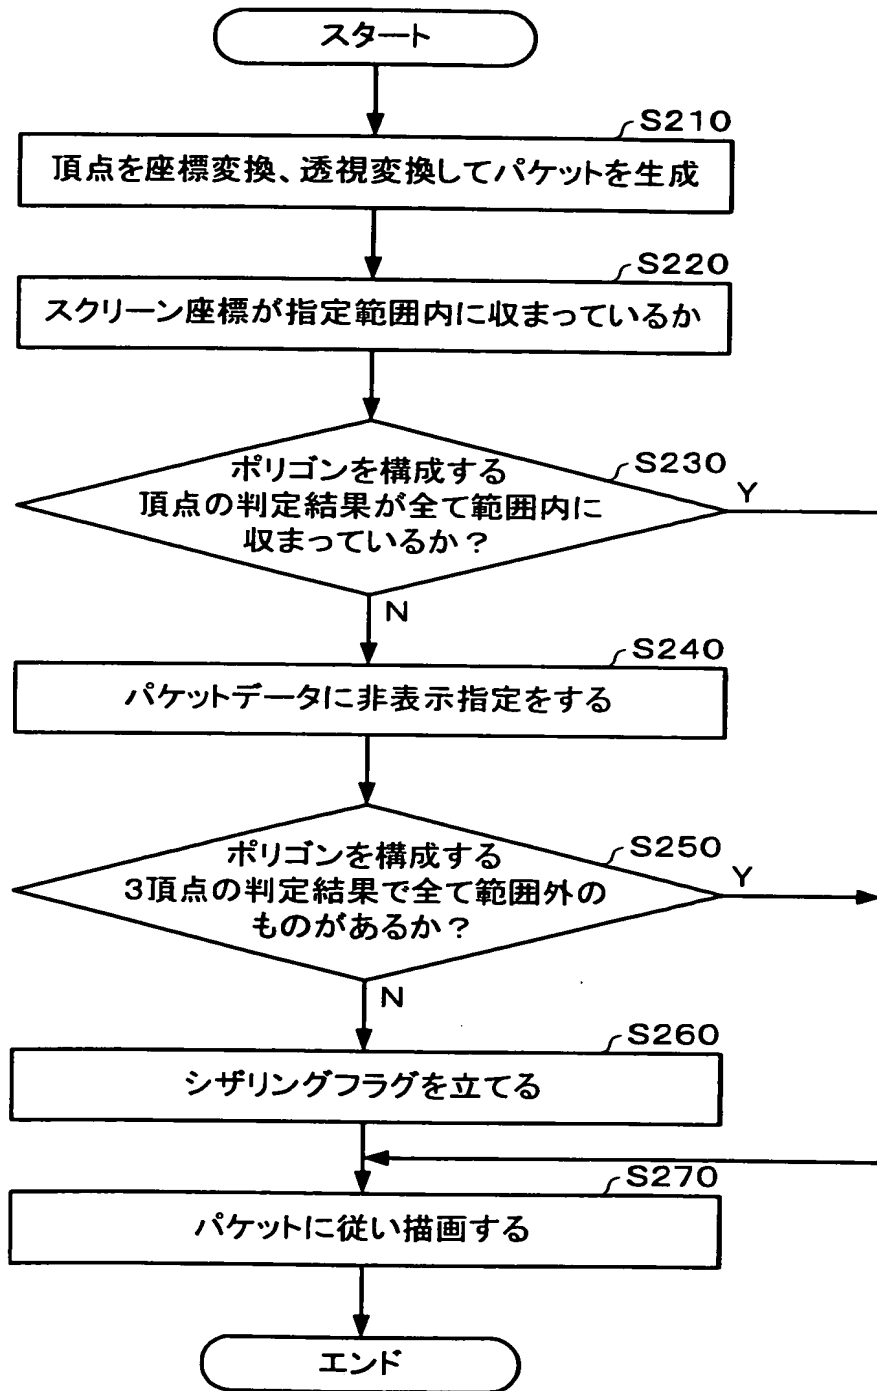 スタート
S210
頂点を座標変換、透視変換してパケットを生成
S220
スクリーン座標が指定範囲内に収まっているか
S230
ポリゴンを構成する
頂点の判定結果が全て範囲内に
収まっているか？
Y
N
S240
パケットデータに非表示指定をする
S250
ポリゴンを構成する
3頂点の判定結果で全て範囲外の
ものがあるか？
Y
N
S260
シザリングフラグを立てる
S270
パケットに従い描画する
エンド